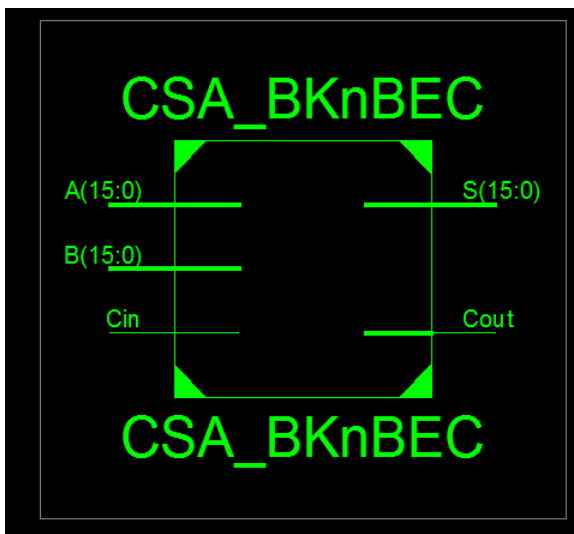 CSA_BKnBEC
A(15:0)
S(15:0)
B(15:0)
Cin
Cout
CSA_BKnBEC